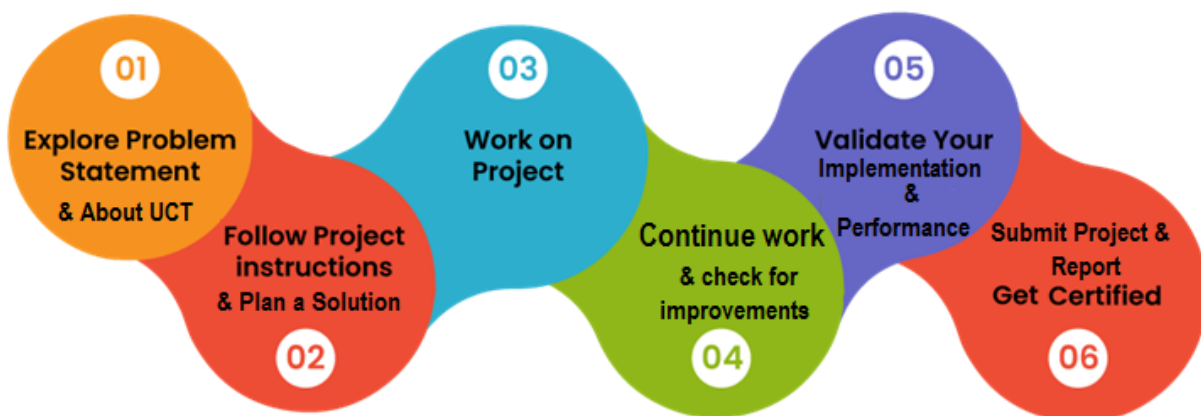 01
Explore Problem
Statement
& About UCT
Follow Project
instructions
& Plan a Solution
02
03
Work on
Project
Continue work
& check for
improvements
04
05
Validate Your
Implementation
&
Performance
Submit Project &
Report
Get Certified
06